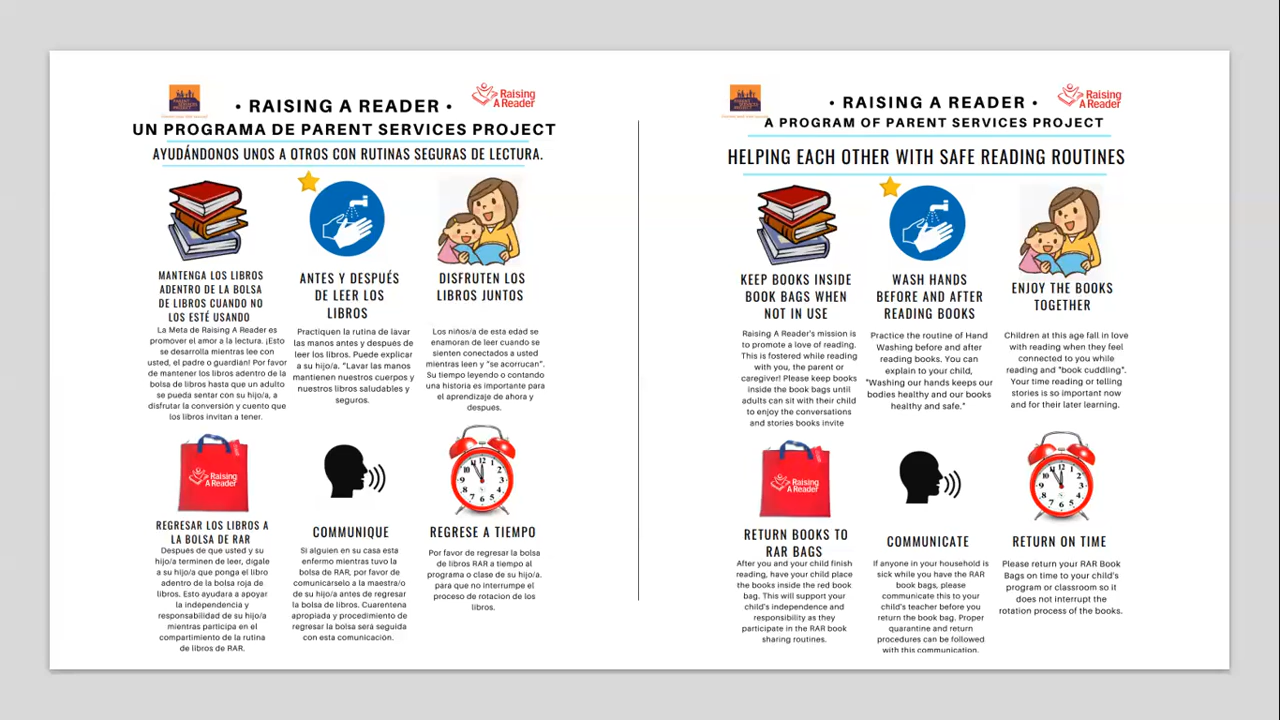 • RAISING A READER •
Raising
A Reader
UN PROGRAMA DE PARENT SERVICES PROJECT
AYUDÁNDONOS UNOS A OTROS CON RUTINAS SEGURAS DE LECTURA.
MANTENGA LOS LIBROS
ADENTRO DE LA BOLSA
DE LIBROS CUANDO NO
LOS ESTÉ USANDO
La Meta de Raising A Reader es
promover el amor a la lectura. ¡Esto
se desarrolla mientras lee con
usted, el padre o guardian! Por favor
de mantener los libros adentro de la
bolsa de libros hasta que un adulto
se pueda sentar con su hijo/a, a
disfrutar la conversión y cuento que
los libros invitan a tener.
ANTES Y DESPUÉS
DE LEER LOS
LIBROS
Practiquen la rutina de lavar
las manos antes y despues de
leer los libros. Puede explicar
a su hijo/a. "Lavar las manos
mantienen nuestros cuerpos y
nuestros libros saludables y
seguros.
DISFRUTEN LOS
LIBROS JUNTOS
Los niños/a de esta edad se
enamoran de leer cuando se
sienten conectados a usted
mientras leen y "se acorrucan".
Su tiempo leyendo o contando
una historia es importante para
el aprendizaje de ahora y
después.
Raising
A Reader
REGRESAR LOS LIBROS A
LA BOLSA DE RAR
Después de que usted y su
hijo/a terminen de leer, dígale
a su hijo/a que ponga el libro
adentro de la bolsa roja de
libros. Esto ayudara a apoyar
la independencia y
responsabilidad de su hijo/a
mientras participa en el
compartimiento de la rutina
de libros de RAR.
COMMUNIQUE
Si alguien en su casa esta
enfermo mientras tuvo la
bolsa de RAR, por favor de
comunicarselo a la maestra/o
de su hijo/a antes de regresar
la bolsa de libros. Cuarentena
apropiada y procedimiento de
regresar la bolsa será seguida
con esta comunicación.
REGRESE A TIEMPO
Por favor de regresar la bolsa
de libros RAR a tiempo al
programa o clase de su hijo/a.
para que no interrumpe el
proceso de rotacion de los
libros.
• RAISING A READER •
Raising
A Reader
A PROGRAM OF PARENT SERVICES PROJECT
HELPING EACH OTHER WITH SAFE READING ROUTINES
KEEP BOOKS INSIDE
BOOK BAGS WHEN
NOT IN USE
Raising A Reader's mission is
to promote a love of reading.
This is fostered while reading
with you, the parent or
caregiver! Please keep books
inside the book bags until
adults can sit with their child
to enjoy the conversations
and stories books invite
WASH HANDS
BEFORE AND AFTER
READING BOOKS
Practice the routine of Hand
Washing before and after
reading books. You can
explain to your child,
"Washing our hands keeps our
bodies healthy and our books
healthy and safe."
ENJOY THE BOOKS
TOGETHER
Children at this age fall in love
with reading when they feel
connected to you while
reading and "book cuddling".
Your time reading or telling
stories is so important now
and for their later learning.
Raising
A Reader
RETURN BOOKS TO
RAR BAGS
After you and your child finish
reading, have your child place
the books inside the red book
bag. This will support your
child's independence and
responsibility as they
participate in the RAR book
sharing routines.
COMMUNICATE
If anyone in your household is
sick while you have the RAR
book bags, please
communicate this to your
child's teacher before you
return the book bag. Proper
quarantine and return
procedures can be followed
with this communication.
RETURN ON TIME
Please return your RAR Book
Bags on time to your child's
program or classroom so it
does not interrupt the
rotation process of the books.